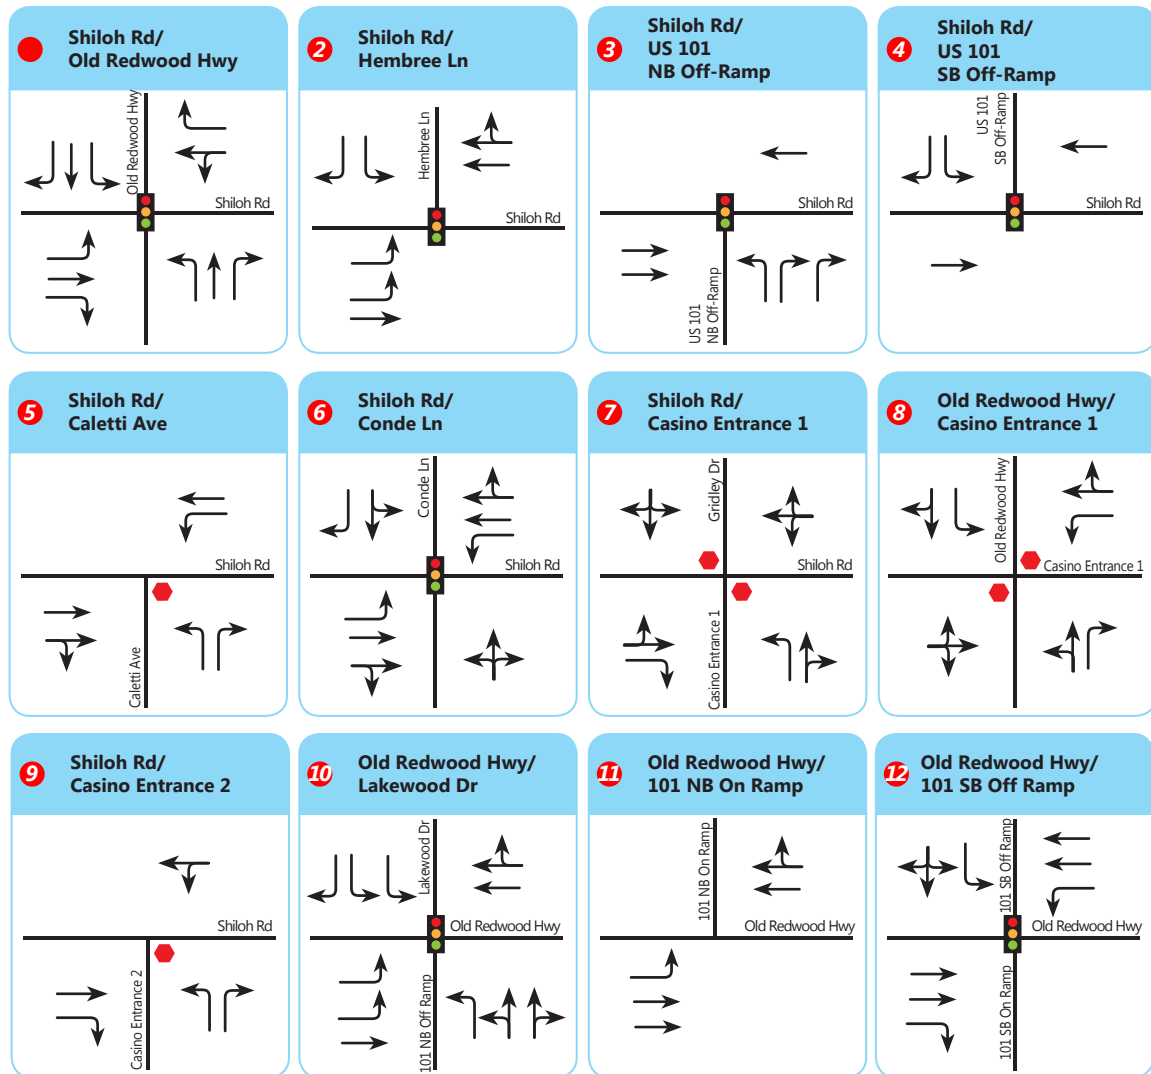 Shiloh Rd/
Old Redwood Hwy
Old Redwood Hwy
Shiloh Rd
2
Shiloh Rd/
Hembree Ln
Hembree Ln
Shiloh Rd
3
Shiloh Rd/
US 101
NB Off-Ramp
Shiloh Rd
US 101
NB Off-Ramp
4
Shiloh Rd/
US 101
SB Off-Ramp
US 101
SB Off-Ramp
Shiloh Rd
5
Shiloh Rd/
Caletti Ave
Shiloh Rd
Caletti Ave
6
Shiloh Rd/
Conde Ln
Conde Ln
Shiloh Rd
7
Shiloh Rd/
Casino Entrance 1
Gridley Dr
Shiloh Rd
Casino Entrance 1
8
Old Redwood Hwy/
Casino Entrance 1
Old Redwood Hwy
Casino Entrance 1
9
Shiloh Rd/
Casino Entrance 2
Shiloh Rd
Casino Entrance 2
10
Old Redwood Hwy/
Lakewood Dr
Lakewood Dr
Old Redwood Hwy
101 NB Off Ramp
11
Old Redwood Hwy/
101 NB On Ramp
101 NB On Ramp
Old Redwood Hwy
12
Old Redwood Hwy/
101 SB Off Ramp
101 SB Off Ramp
Old Redwood Hwy
101 SB On Ramp